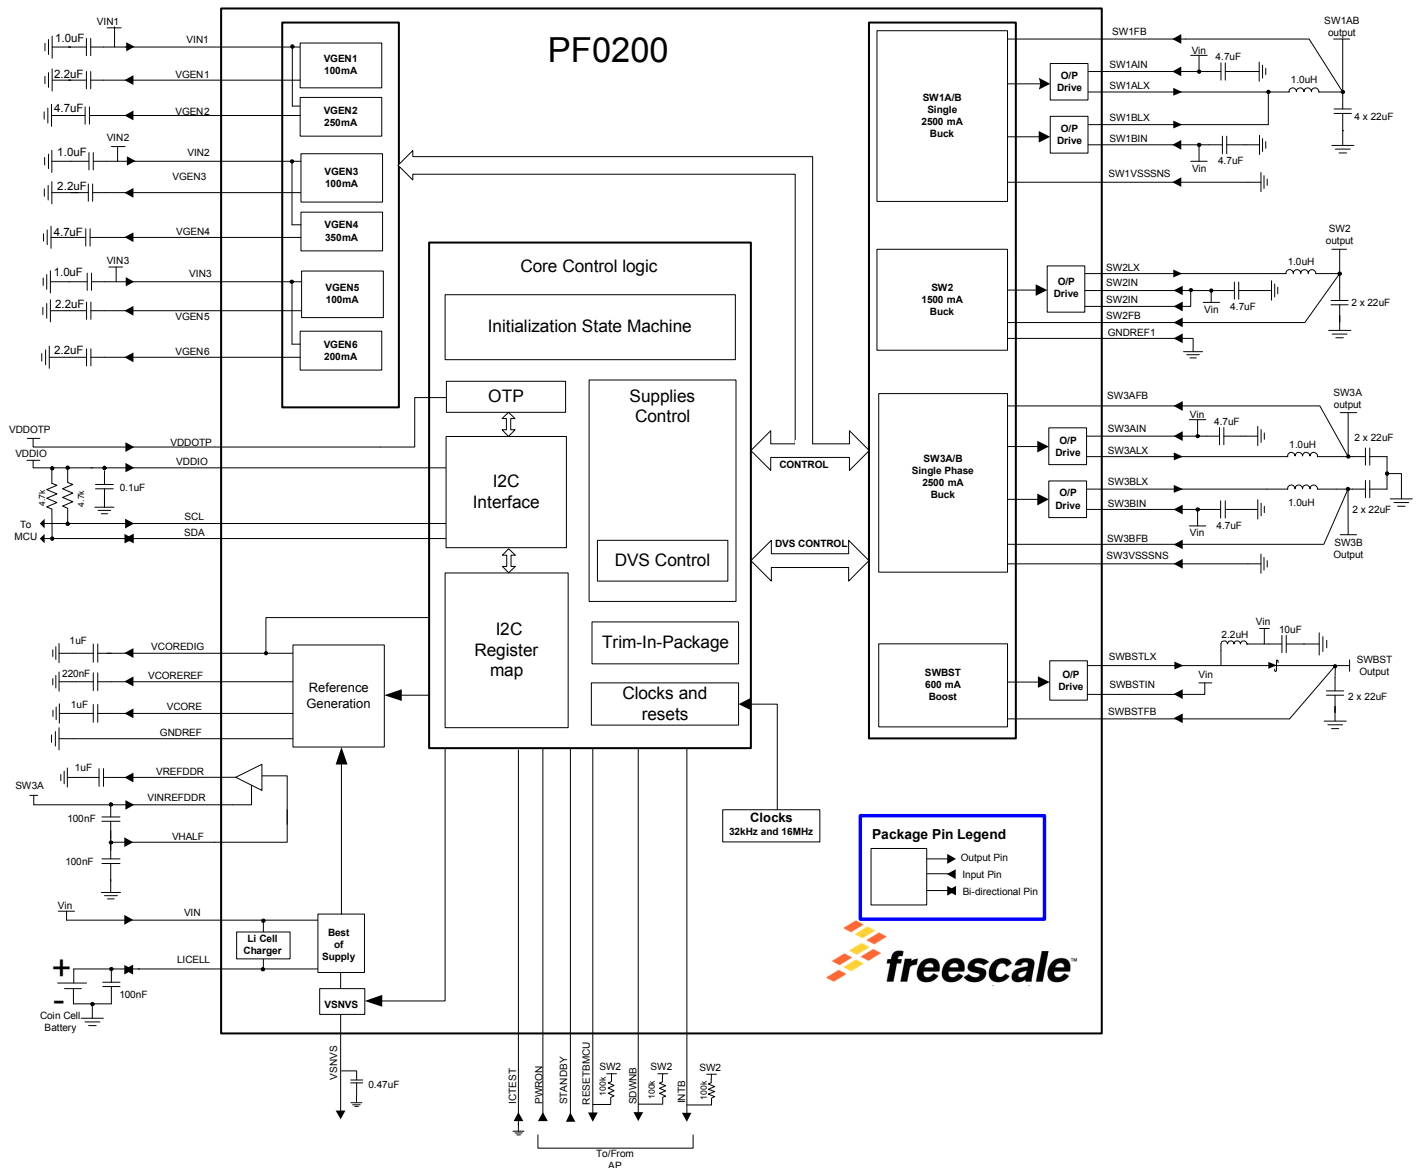 PF0200
VIN1
1.0uF
VIN1
2.2uF
VGEN1
4.7uF
VGEN2
VIN2
1.0uF
VIN2
2.2uF
VGEN3
4.7uF
VGEN4
VIN3
1.0uF
VIN3
2.2uF
VGEN5
2.2uF
VGEN6
VGEN1
100mA
VGEN2
250mA
VGEN3
100mA
VGEN4
350mA
VGEN5
100mA
VGEN6
200mA
VDDOTP
VDDOTP
VDDIO
VDDIO
4.7k
4.7k
0.1uF
To
MCU
SCL
SDA
1uF
VCOREDIG
220nF
VCOREREF
1uF
VCORE
GNDREF
1uF
VREFDDR
SW3A
VINREFDDR
100nF
VHALF
100nF
Vin
VIN
LICELL
+
-
100nF
Coin Cell
Battery
Li Cell
Charger
Best
of
Supply
VSNVS
VSNVS
0.47uF
Reference
Generation
Core Control logic
Initialization State Machine
OTP
I2C
Interface
I2C
Register
map
Supplies
Control
DVS Control
Trim-In-Package
Clocks and
resets
CONTROL
DVS CONTROL
Clocks
32kHz and 16MHz
ICTEST
PWRON
STANDBY
RESETBMCU
100k
SW2
SDWNB
100k
SW2
INTB
100k
SW2
To/From
AP
SW1A/B
Single
2500 mA
Buck
O/P
Drive
O/P
Drive
SW1FB
SW1AIN
SW1ALX
SW1BLX
SW1BIN
SW1VSSSNS
Vin
4.7uF
1.0uH
SW1AB
output
4 x 22uF
Vin
4.7uF
SW2
1500 mA
Buck
O/P
Drive
SW2LX
SW2IN
SW2IN
SW2FB
GNDREF1
Vin
4.7uF
1.0uH
SW2
output
2 x 22uF
SW3A/B
Single Phase
2500 mA
Buck
O/P
Drive
O/P
Drive
SW3AFB
SW3AIN
SW3ALX
SW3BLX
SW3BIN
SW3BFB
SW3VSSSNS
Vin
4.7uF
1.0uH
SW3A
output
2 x 22uF
1.0uH
2 x 22uF
Vin
4.7uF
SW3B
Output
SWBST
600 mA
Boost
O/P
Drive
SWBSTLX
SWBSTIN
SWBSTFB
2.2uH
Vin
10uF
Vin
SWBST
Output
2 x 22uF
Package Pin Legend
Output Pin
Input Pin
Bi-directional Pin
freescale™